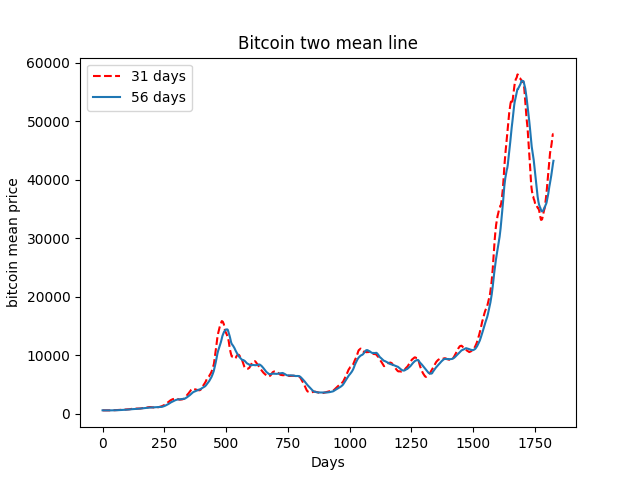 Bitcoin two mean line
31 days
56 days
bitcoin mean price
60000
50000
40000
30000
20000
10000
0
0 250 500 750 1000 1250 1500 1750
Days